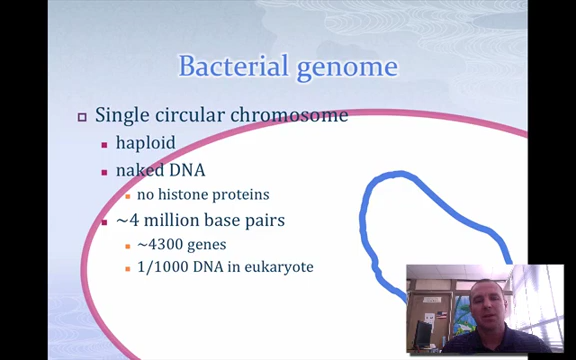 Bacterial genome
Single circular chromosome
haploid
naked DNA
no histone proteins
~4 million base pairs
~4300 genes
1/1000 DNA in eukaryote